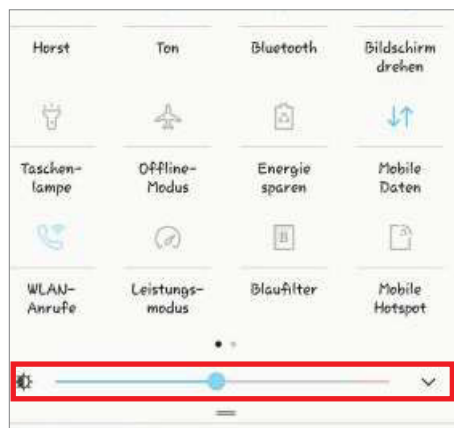 Horst Ton Bluetooth Bildschirm
drehen
Taschen- Offline- Energie Mobile
lampe Modus sparen Daten
B
WLAN- Leistungs- Blaufilter Mobile
Anrufe modus Hotspot